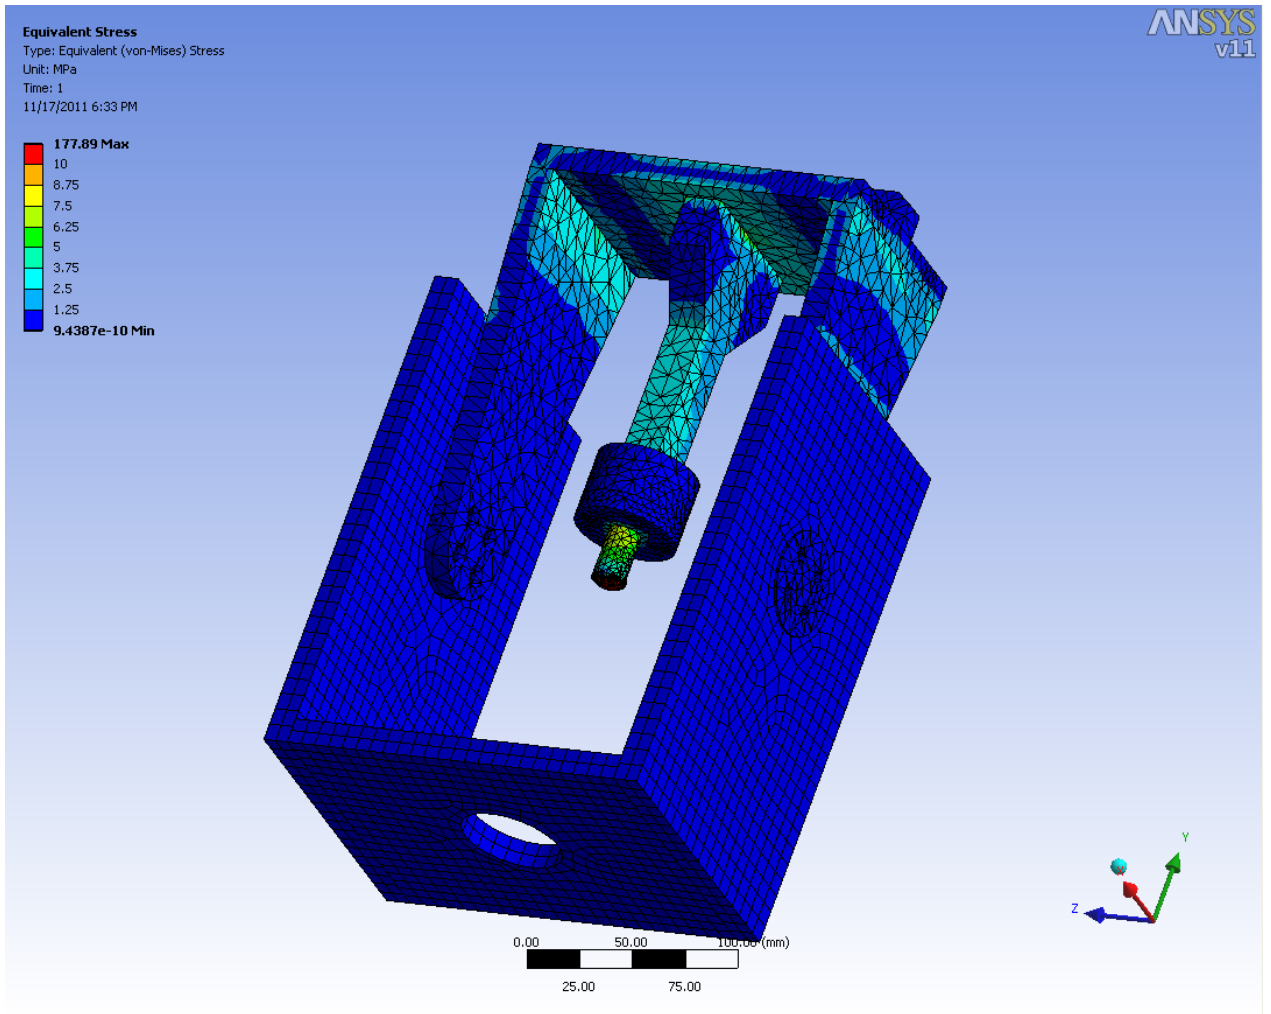 Equivalent Stress
Type: Equivalent (von-Mises) Stress
Unit: MPa
Time: 1
11/17/2011 6:33 PM
ANSYS
v11
177.89 Max
10
8.75
7.5
6.25
5
3.75
2.5
1.25
9.4387e-10 Min
Y
Z
0.00 50.00 100.00 (mm)
25.00 75.00